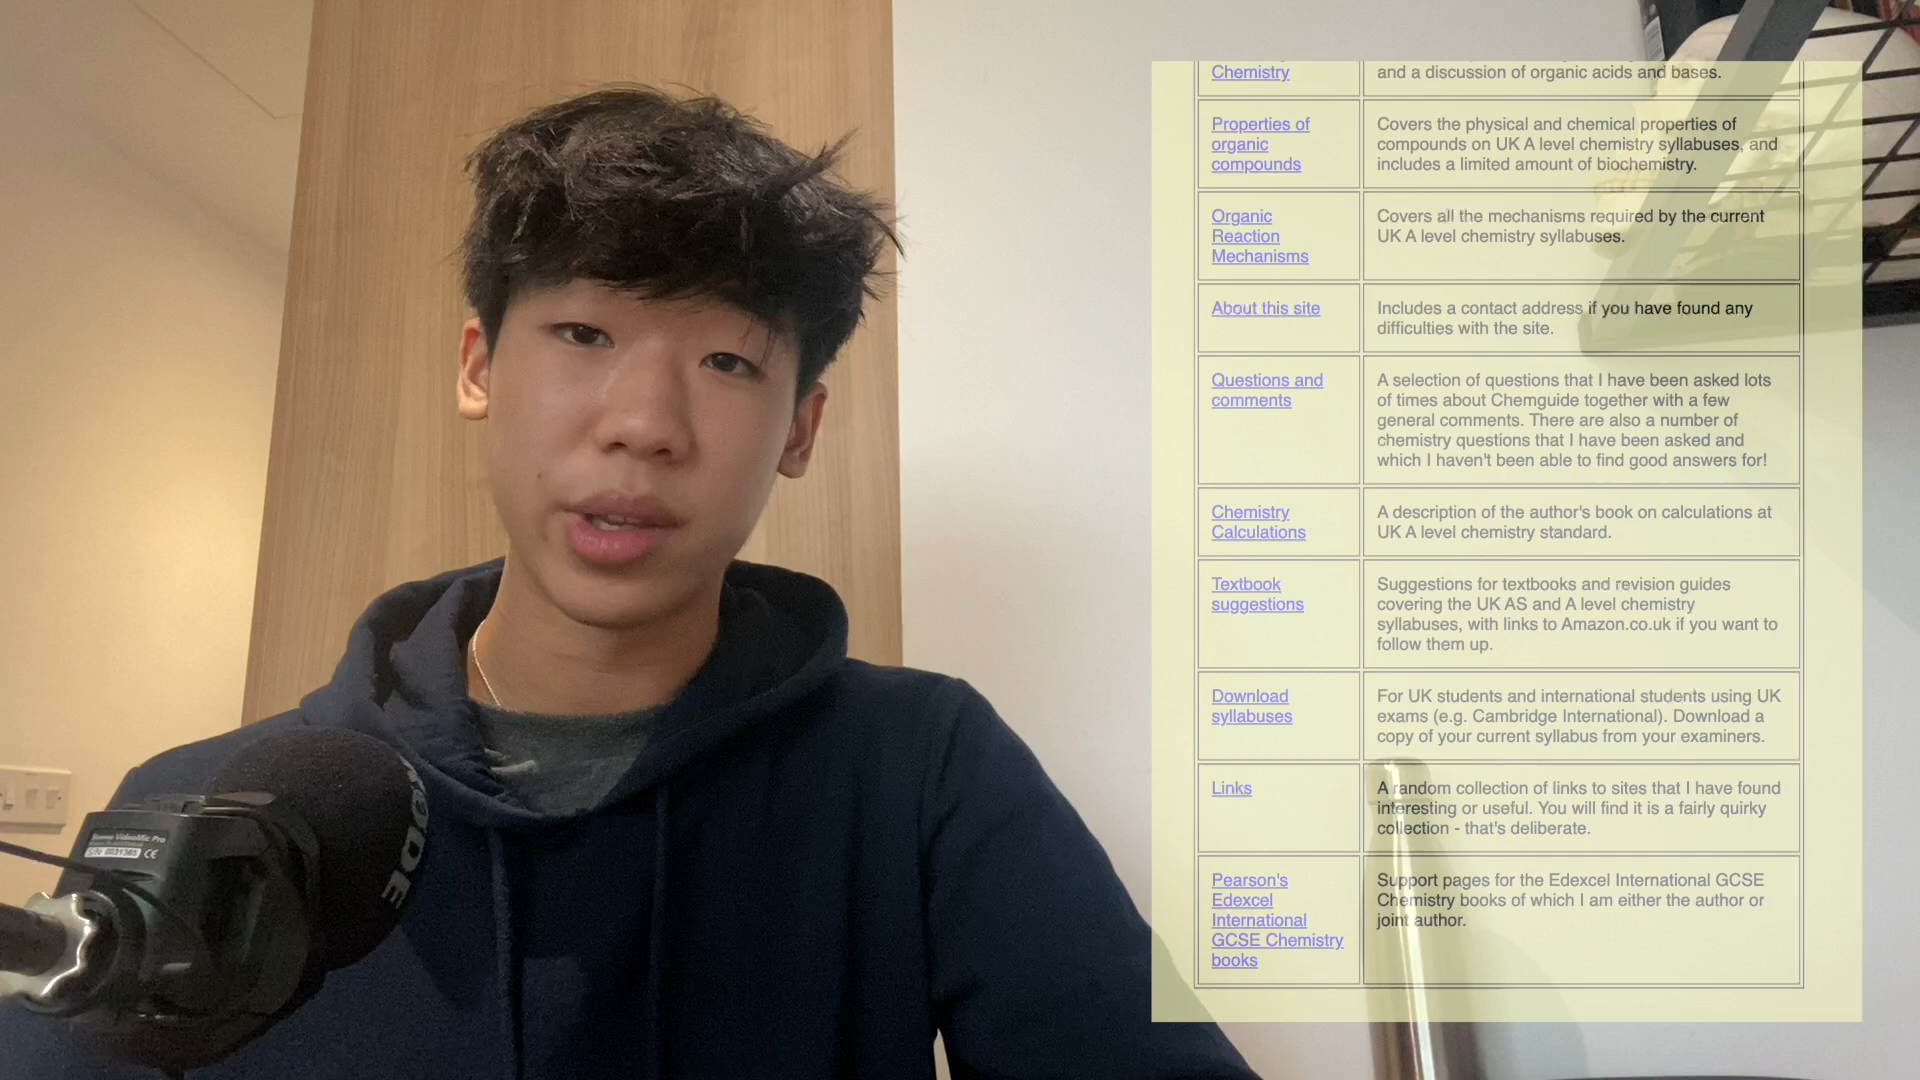 Chemistry
and a discussion of organic acids and bases.
Properties of
organic
compounds
Covers the physical and chemical properties of
compounds on UK A level chemistry syllabuses, and
includes a limited amount of biochemistry.
Organic
Reaction
Mechanisms
Covers all the mechanisms required by the current
UK A level chemistry syllabuses.
About this site
Includes a contact address if you have found any
difficulties with the site.
Questions and
comments
A selection of questions that I have been asked lots
of times about Chemguide together with a few
general comments. There are also a number of
chemistry questions that I have been asked and
which I haven't been able to find good answers for!
Chemistry
Calculations
A description of the author's book on calculations at
UK A level chemistry standard.
Textbook
suggestions
Suggestions for textbooks and revision guides
covering the UK AS and A level chemistry
syllabuses, with links to Amazon.co.uk if you want to
follow them up.
Download
syllabuses
For UK students and international students using UK
exams (e.g. Cambridge International). Download a
copy of your current syllabus from your examiners.
Links
A random collection of links to sites that I have found
interesting or useful. You will find it is a fairly quirky
collection - that's deliberate.
Pearson's
Edexcel
International
GCSE Chemistry
books
Support pages for the Edexcel International GCSE
Chemistry books of which I am either the author or
joint author.
RODE
Stereo VideoMic Pro
S/N 0031365 CE